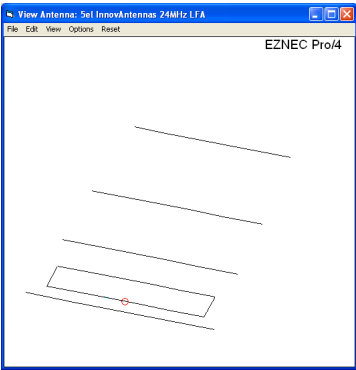 View Antenna: 5el InnovAntennas 24MHz LFA
File Edit View Options Reset
EZNEC Pro/4